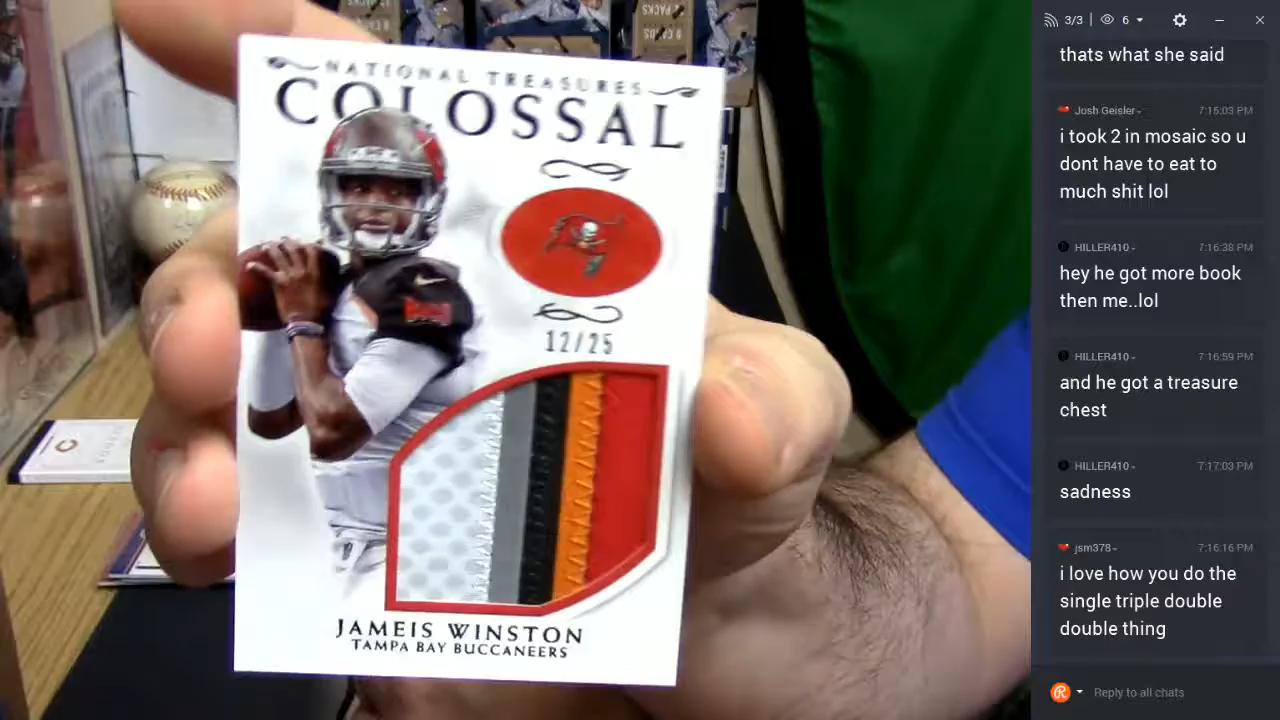 NATIONAL TREASURES
COLOSSAL
12/25
JAMEIS WINSTON
TAMPA BAY BUCCANEERS
3/3
6
thats what she said
Josh Geisler
7:15:03 PM
i took 2 in mosaic so u
dont have to eat to
much shit lol
HILLER410
7:16:38 PM
hey he got more book
then me..lol
HILLER410
7:16:59 PM
and he got a treasure
chest
HILLER410
7:17:03 PM
sadness
jsm378
7:16:16 PM
i love how you do the
single triple double
double thing
Reply to all chats